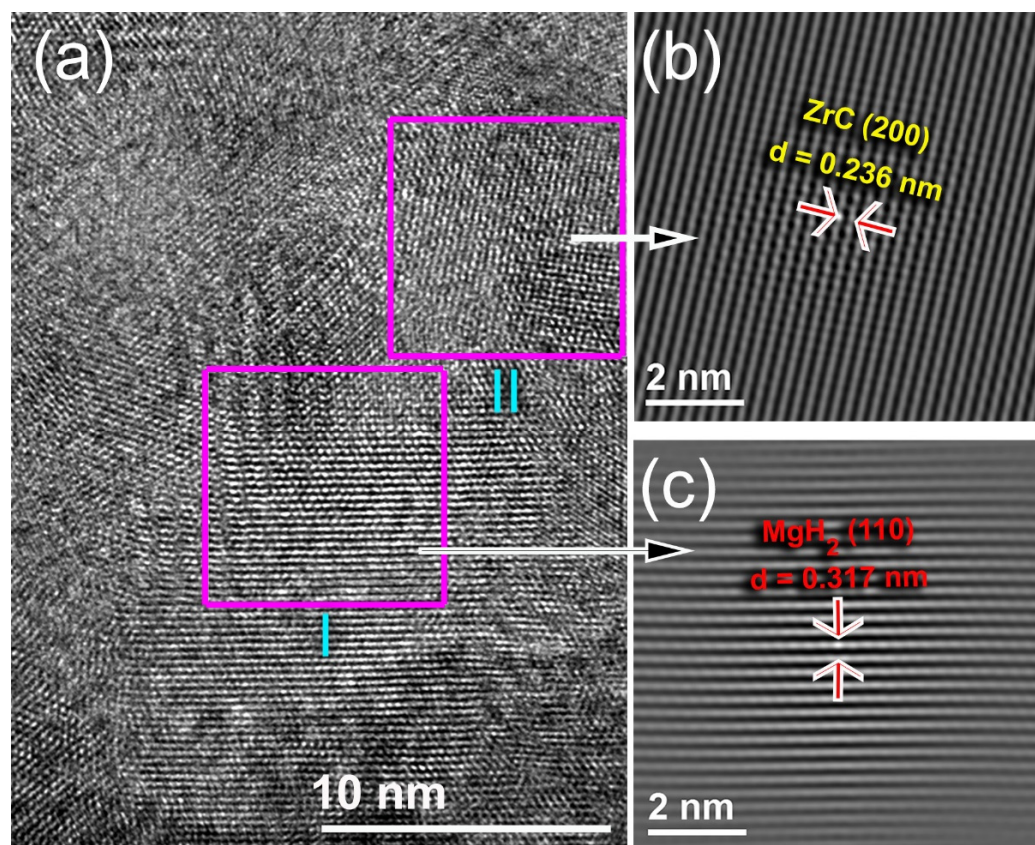 (a)
II
I
10 nm
(b)
ZrC (200)
d = 0.236 nm
2 nm
(c)
MgH₂ (110)
d = 0.317 nm
2 nm